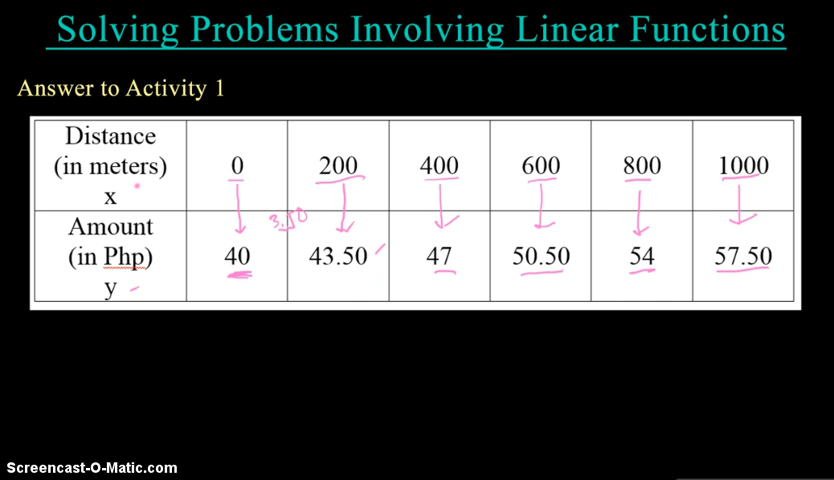 Solving Problems Involving Linear Functions
Answer to Activity 1
Distance
(in meters) 0 200 400 600 800 1000
x
3.50
Amount
(in Php) 40 43.50 47 50.50 54 57.50
y
Screencast-O-Matic.com